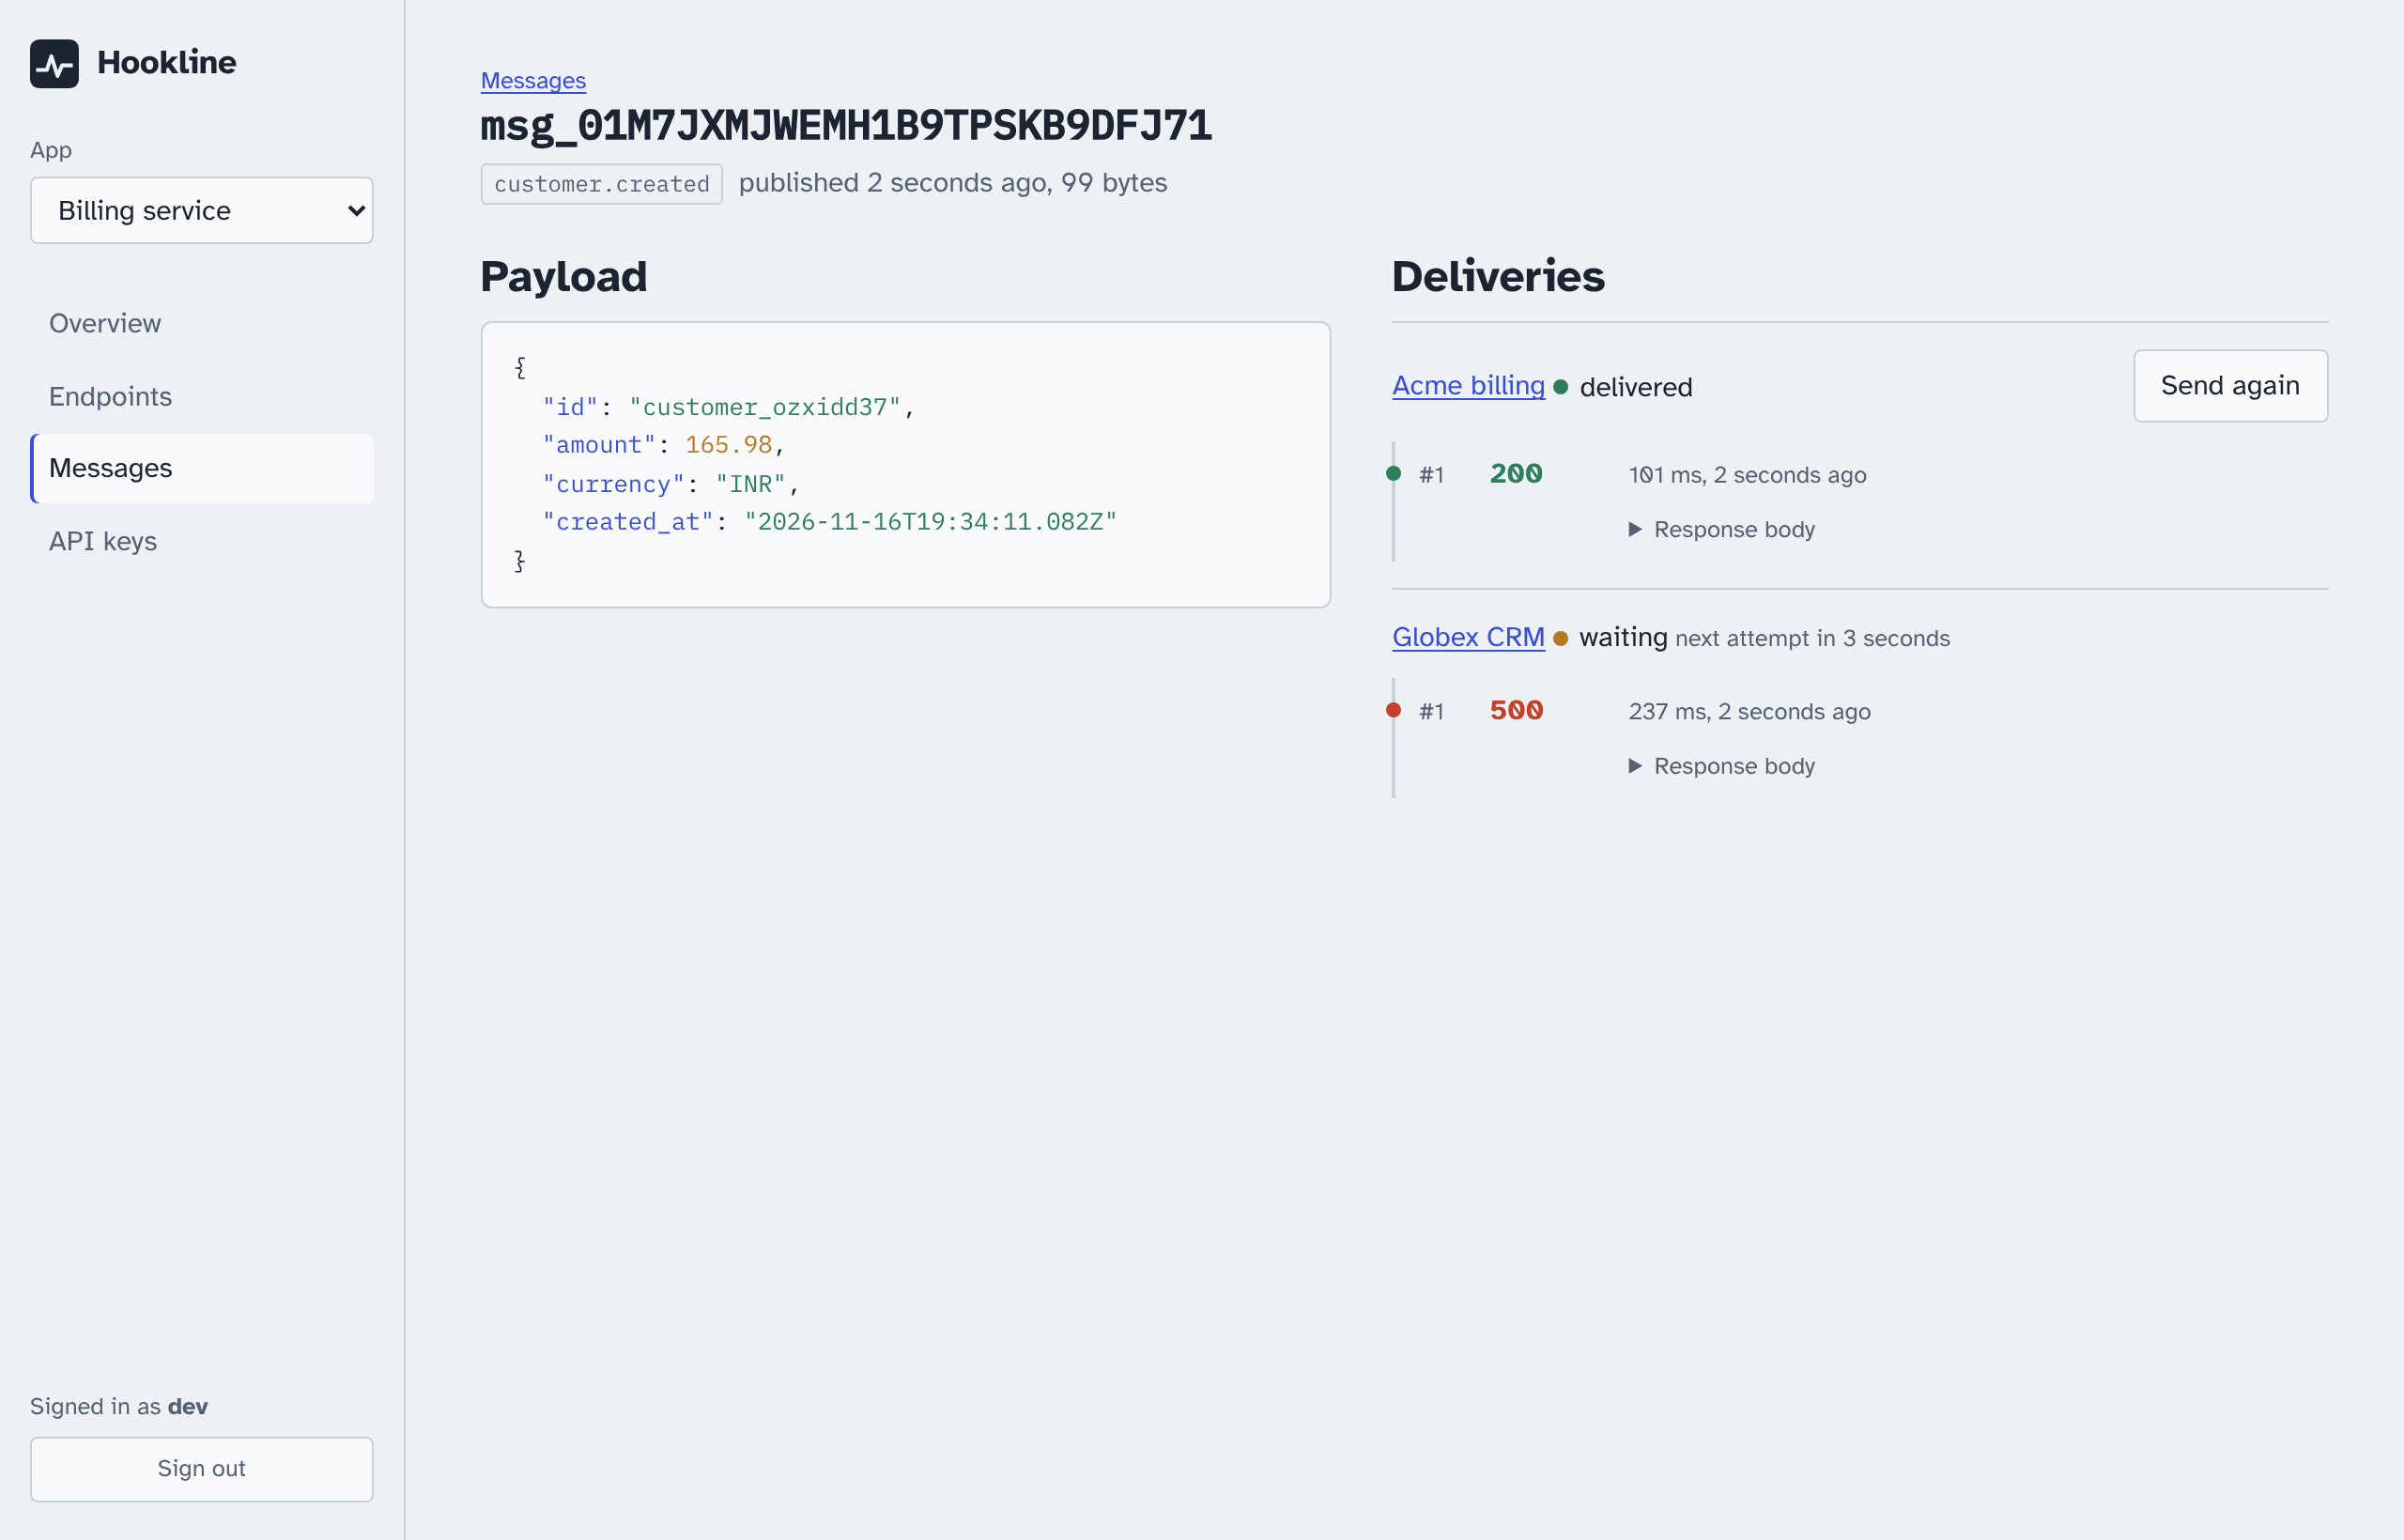 Hookline
App
Billing service
Overview
Endpoints
Messages
API keys
Signed in as dev
Sign out
Messages
msg_01M7JXMJWEMH1B9TPSKB9DFJ71
customer.created published 2 seconds ago, 99 bytes
Payload
{
"id": "customer_ozxidd37",
"amount": 165.98,
"currency": "INR",
"created_at": "2026-11-16T19:34:11.082Z"
}
Deliveries
Acme billing delivered Send again
#1 200 101 ms, 2 seconds ago
Response body
Globex CRM waiting next attempt in 3 seconds
#1 500 237 ms, 2 seconds ago
Response body